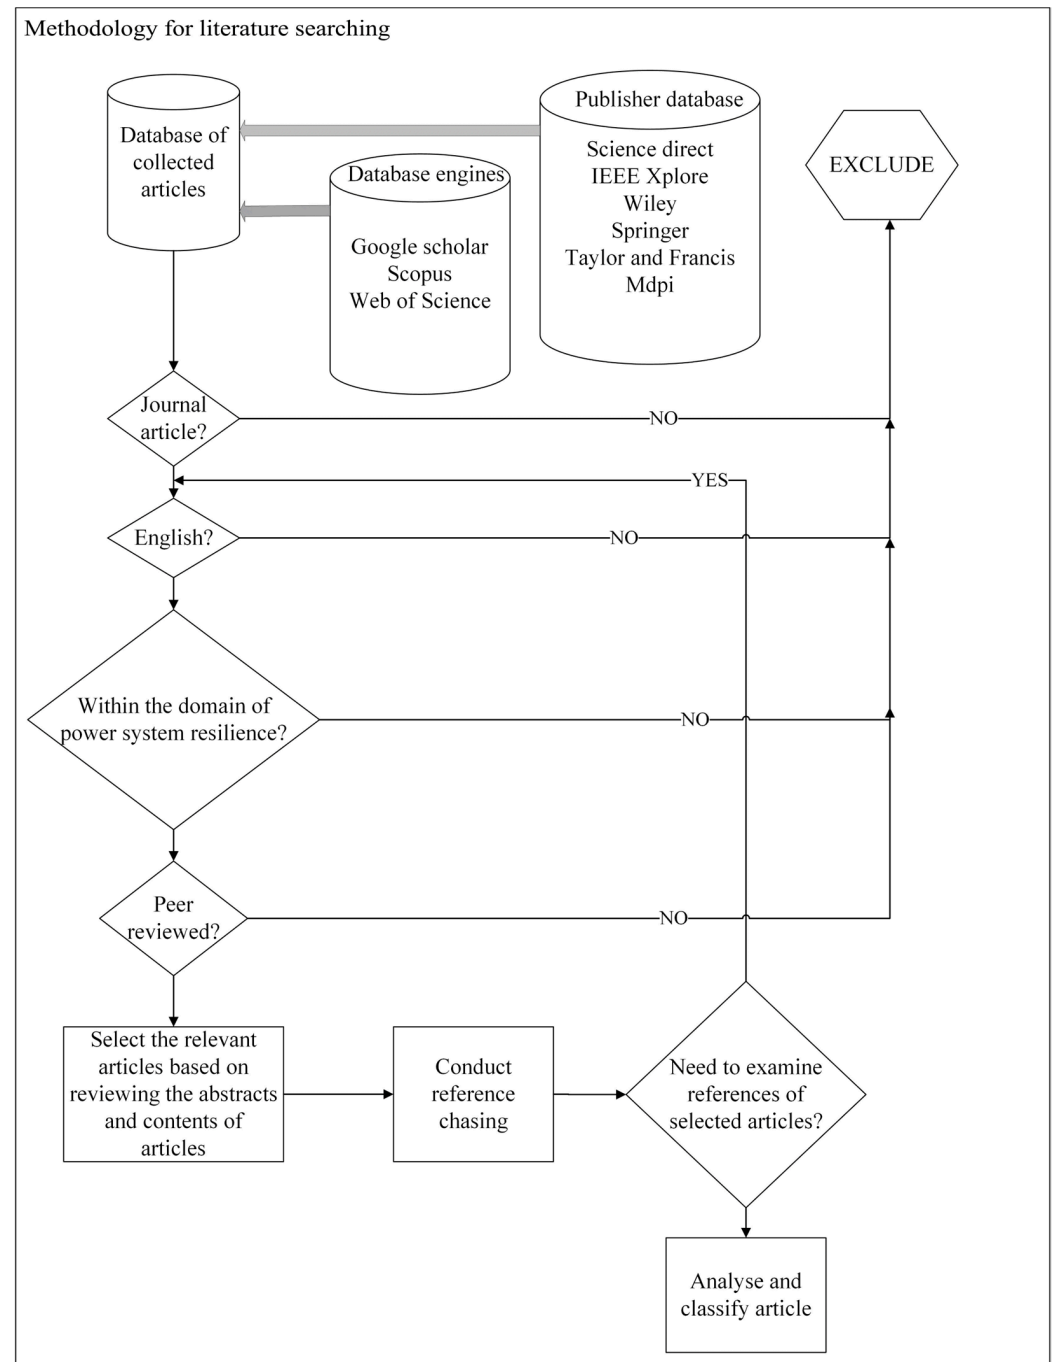 Methodology for literature searching
Database of
collected
articles
Publisher database
Science direct
IEEE Xplore
Wiley
Springer
Taylor and Francis
Mdpi
Database engines
Google scholar
Scopus
Web of Science
EXCLUDE
Journal
article?
NO
YES
English?
NO
Within the domain of
power system resilience?
NO
Peer
reviewed?
NO
Select the relevant
articles based on
reviewing the abstracts
and contents of
articles
Conduct
reference
chasing
Need to examine
references of
selected articles?
Analyse and
classify article